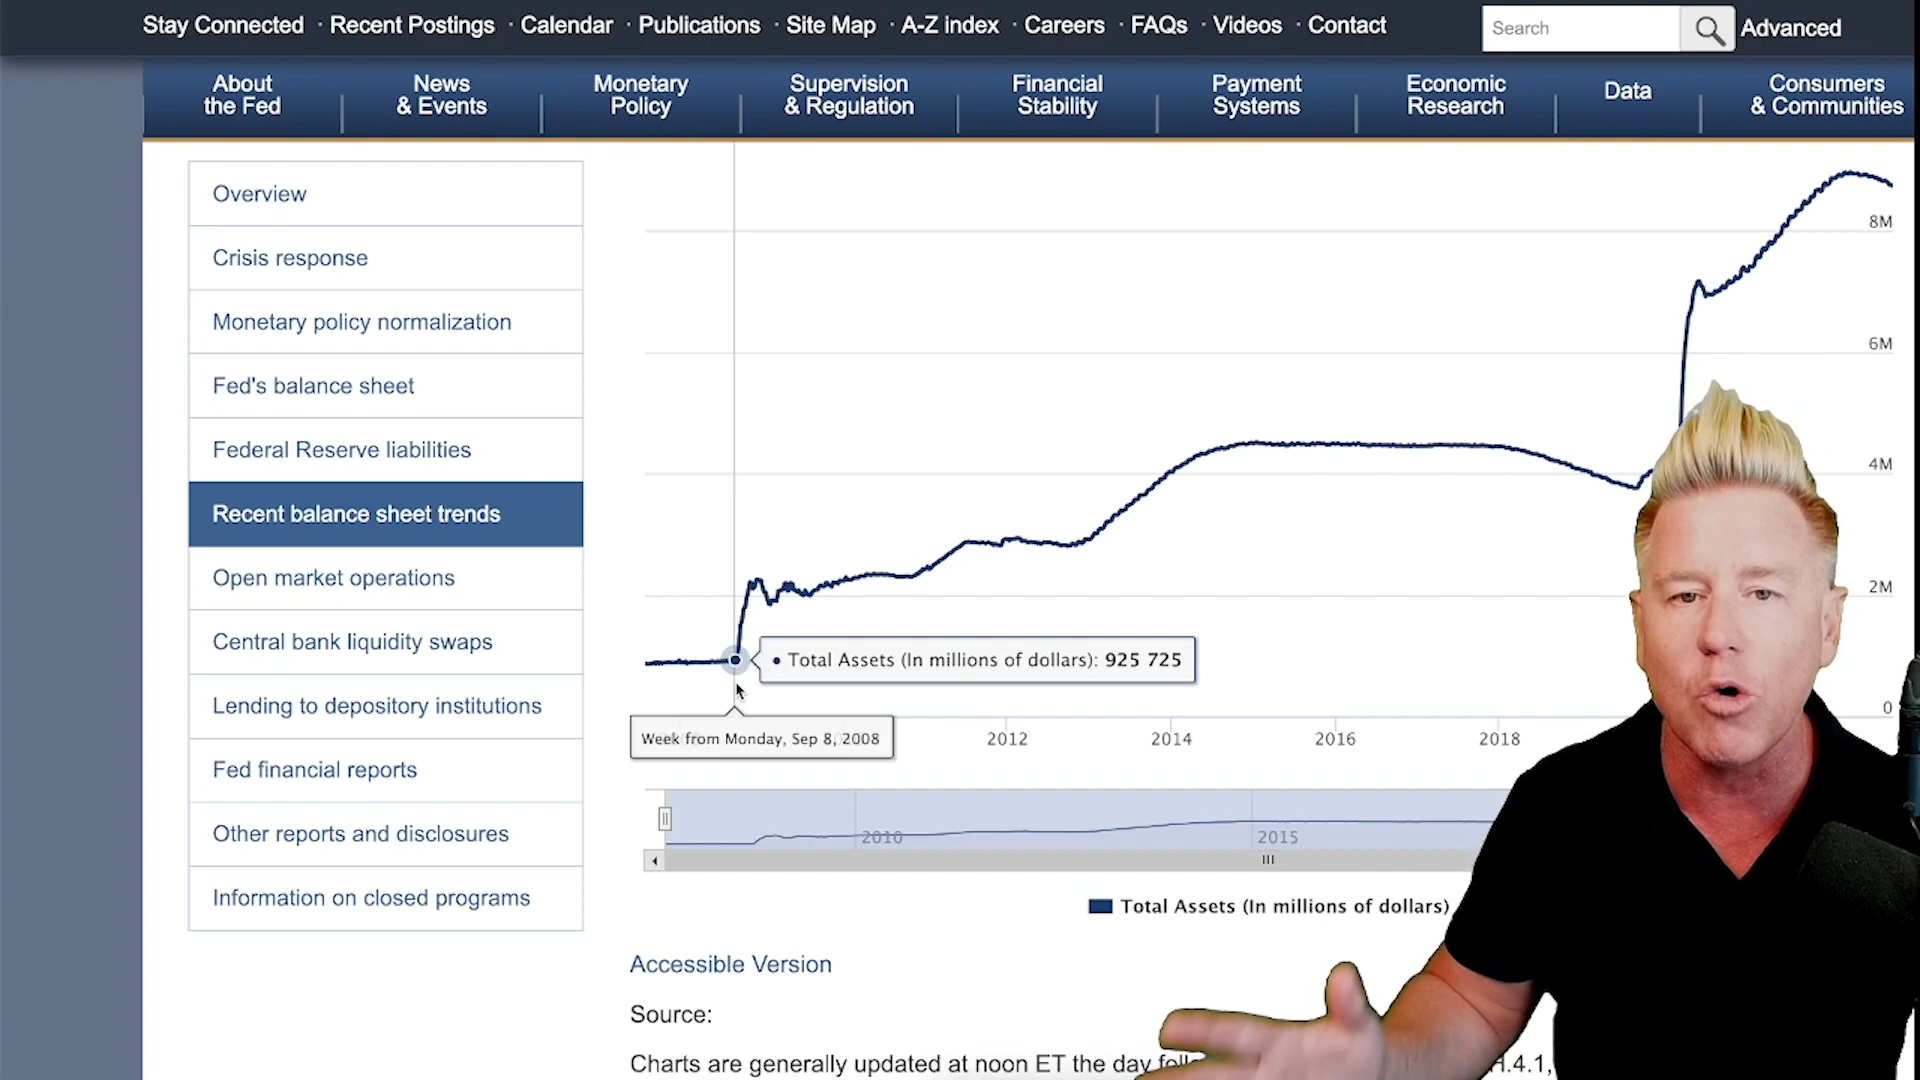 Stay Connected · Recent Postings · Calendar · Publications · Site Map · A-Z index · Careers · FAQs · Videos · Contact
Search
Advanced
About
the Fed
News
& Events
Monetary
Policy
Supervision
& Regulation
Financial
Stability
Payment
Systems
Economic
Research
Data
Consumers
& Communities
Overview
Crisis response
Monetary policy normalization
Fed's balance sheet
Federal Reserve liabilities
Recent balance sheet trends
Open market operations
Central bank liquidity swaps
Lending to depository institutions
Fed financial reports
Other reports and disclosures
Information on closed programs
8M
6M
4M
2M
0
• Total Assets (In millions of dollars): 925 725
Week from Monday, Sep 8, 2008
2012
2014
2016
2018
2010
2015
Total Assets (In millions of dollars)
Accessible Version
Source:
Charts are generally updated at noon ET the day
H.4.1,